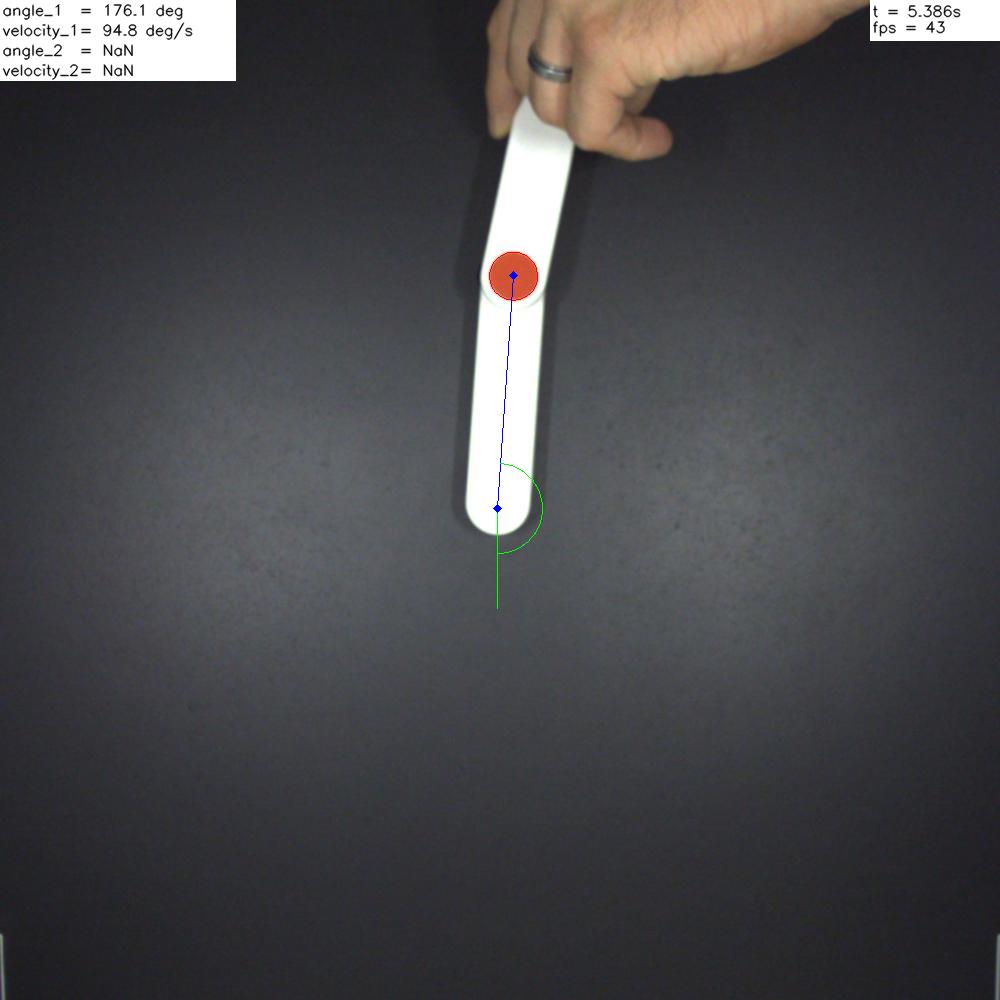 angle_1  = 176.1 deg
velocity_1= 94.8 deg/s
angle_2  = NaN
velocity_2= NaN
t = 5.386s
fps = 43